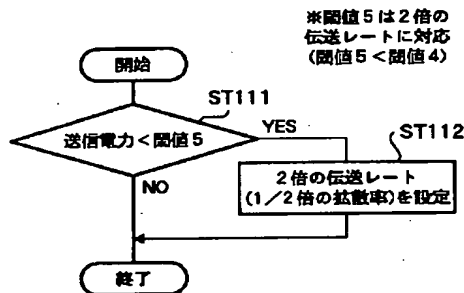 ※閾値5は2倍の
伝送レートに対応
(閾値5<閾値4)
開始
ST111
送信電力<閾値5
YES
ST112
2倍の伝送レート
(1/2倍の拡散率)を設定
NO
終了